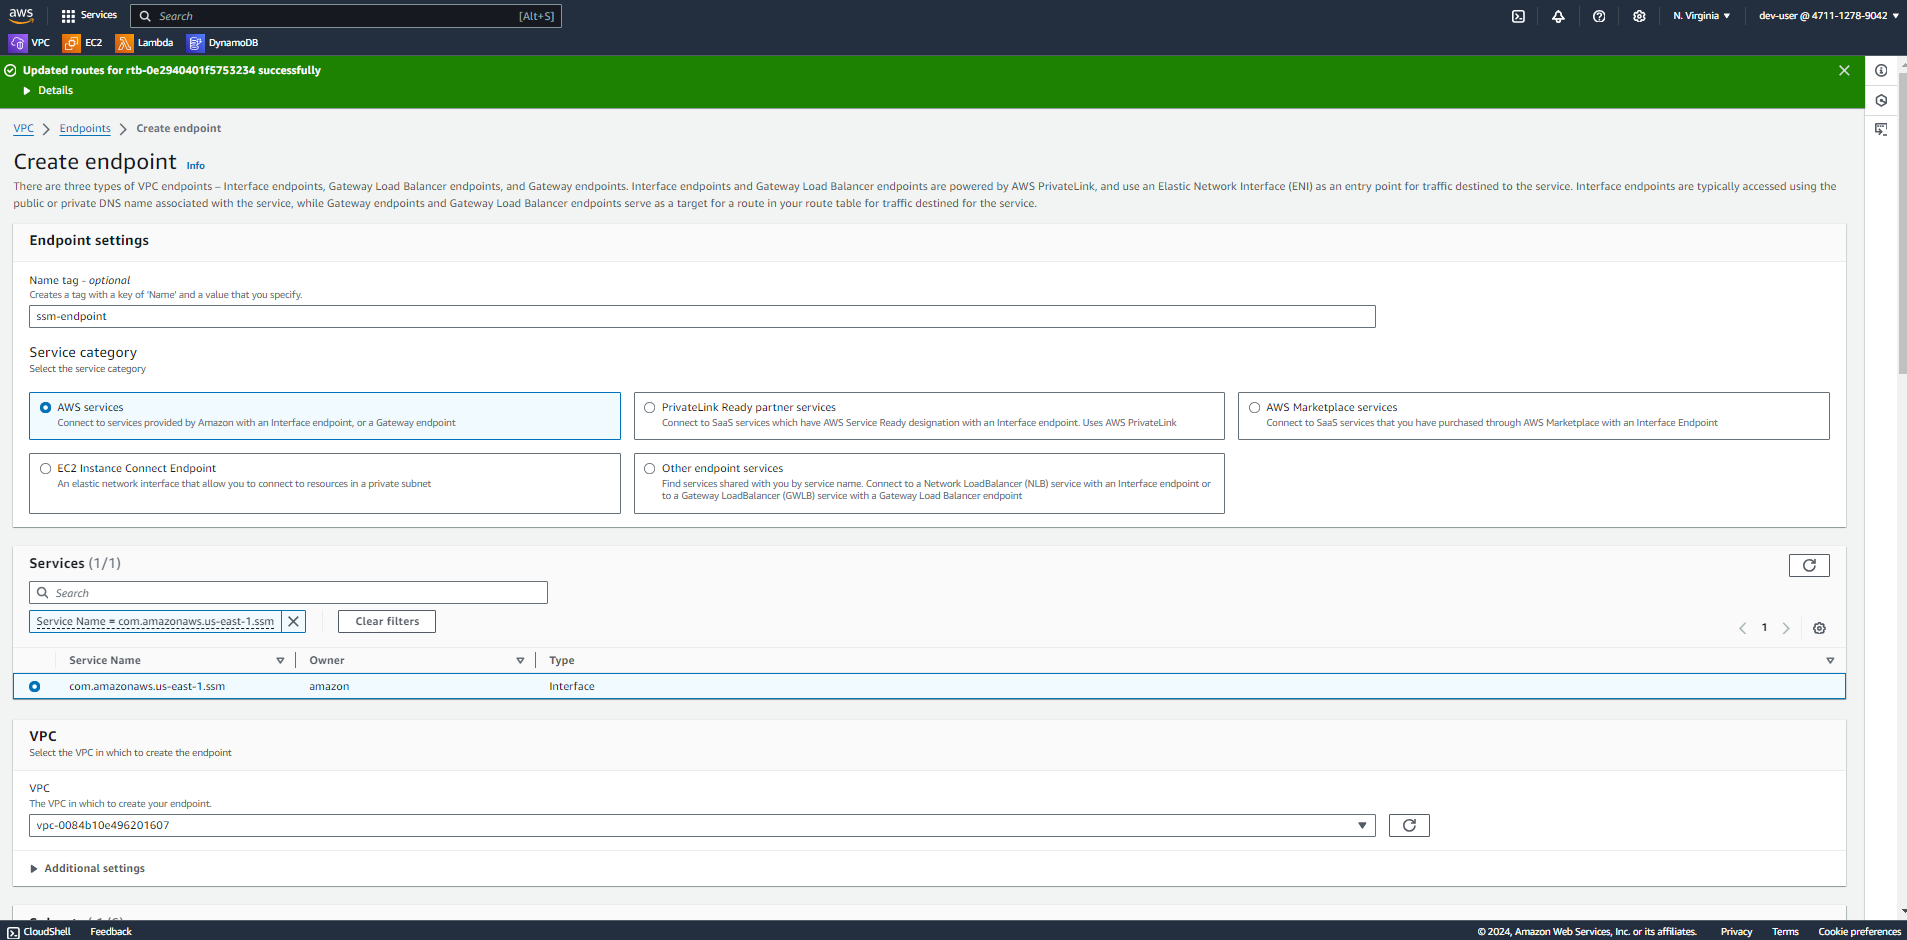 aws
Services
Search
[Alt+S]
N. Virginia
dev-user @ 4711-1278-9042
VPC
EC2
Lambda
DynamoDB
Updated routes for rtb-0e2940401f5753234 successfully
Details
VPC
Endpoints
Create endpoint
Create endpoint Info
There are three types of VPC endpoints – Interface endpoints, Gateway Load Balancer endpoints, and Gateway endpoints. Interface endpoints and Gateway Load Balancer endpoints are powered by AWS PrivateLink, and use an Elastic Network Interface (ENI) as an entry point for traffic destined to the service. Interface endpoints are typically accessed using the
public or private DNS name associated with the service, while Gateway endpoints and Gateway Load Balancer endpoints serve as a target for a route in your route table for traffic destined for the service.
Endpoint settings
Name tag - optional
Creates a tag with a key of 'Name' and a value that you specify.
ssm-endpoint
Service category
Select the service category
AWS services
Connect to services provided by Amazon with an Interface endpoint, or a Gateway endpoint
PrivateLink Ready partner services
Connect to SaaS services which have AWS Service Ready designation with an Interface endpoint. Uses AWS PrivateLink
AWS Marketplace services
Connect to SaaS services that you have purchased through AWS Marketplace with an Interface Endpoint
EC2 Instance Connect Endpoint
An elastic network interface that allow you to connect to resources in a private subnet
Other endpoint services
Find services shared with you by service name. Connect to a Network LoadBalancer (NLB) service with an Interface endpoint or
to a Gateway LoadBalancer (GWLB) service with a Gateway Load Balancer endpoint
Services (1/1)
Search
Service Name = com.amazonaws.us-east-1.ssm
Clear filters
1
Service Name
Owner
Type
com.amazonaws.us-east-1.ssm
amazon
Interface
VPC
Select the VPC in which to create the endpoint
VPC
The VPC in which to create your endpoint.
vpc-0084b10e496201607
Additional settings
CloudShell
Feedback
© 2024, Amazon Web Services, Inc. or its affiliates.
Privacy
Terms
Cookie preferences